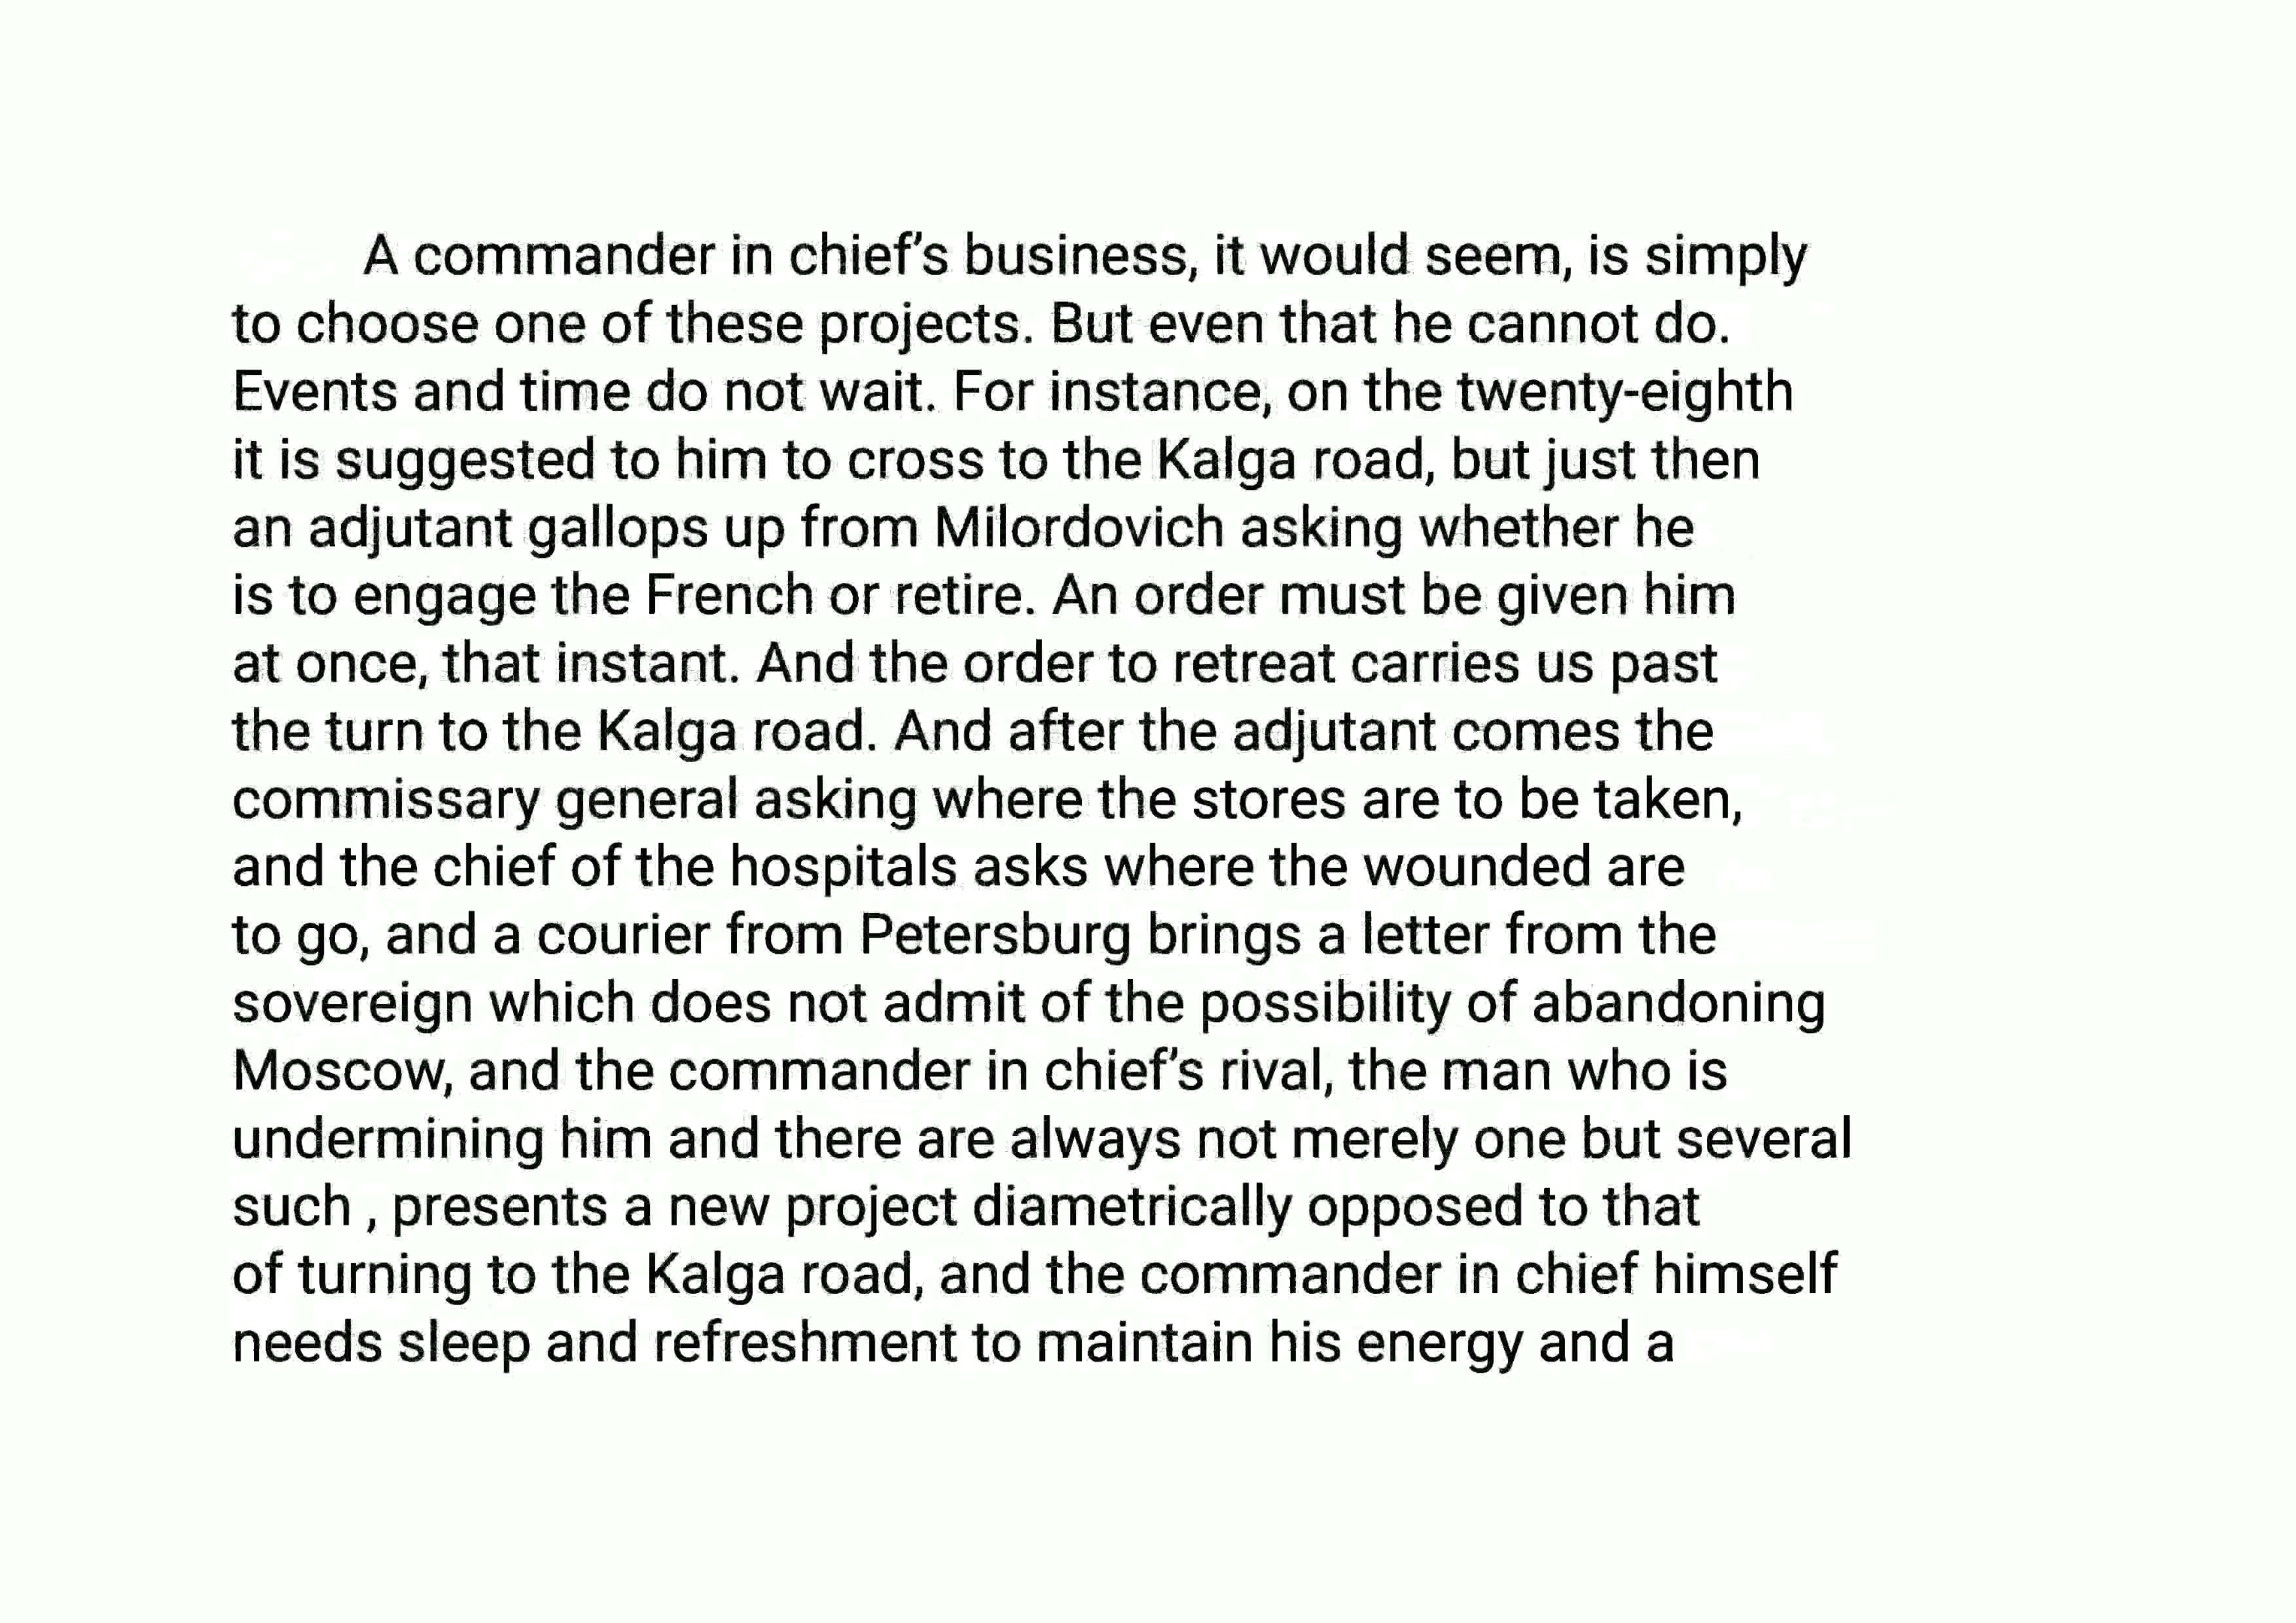 A commander in chief's business, it would seem, is simply
to choose one of these projects. But even that he cannot do.
Events and time do not wait. For instance, on the twenty-eighth
it is suggested to him to cross to the Kalga road, but just then
an adjutant gallops up from Milordovich asking whether he
is to engage the French or retire. An order must be given him
at once, that instant. And the order to retreat carries us past
the turn to the Kalga road. And after the adjutant comes the
commissary general asking where the stores are to be taken,
and the chief of the hospitals asks where the wounded are
to go, and a courier from Petersburg brings a letter from the
sovereign which does not admit of the possibility of abandoning
Moscow, and the commander in chief's rival, the man who is
undermining him and there are always not merely one but several
such , presents a new project diametrically opposed to that
of turning to the Kalga road, and the commander in chief himself
needs sleep and refreshment to maintain his energy and a